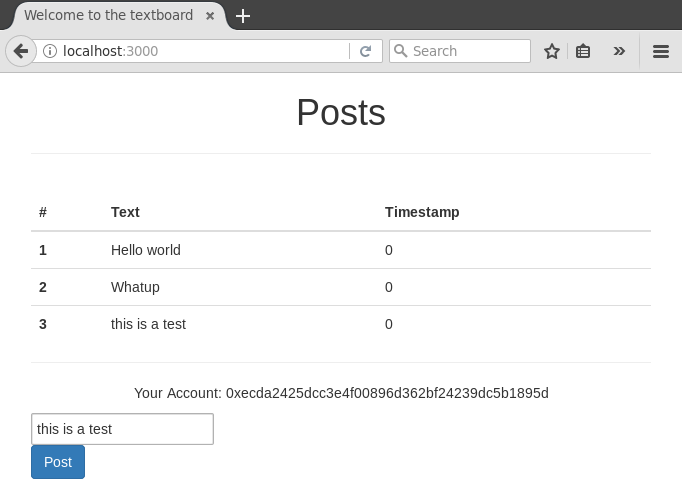 Welcome to the textboard
localhost:3000
Search
Posts
# Text Timestamp
1 Hello world 0
2 Whatup 0
3 this is a test 0
Your Account: 0xecda2425dcc3e4f00896d362bf24239dc5b1895d
this is a test
Post